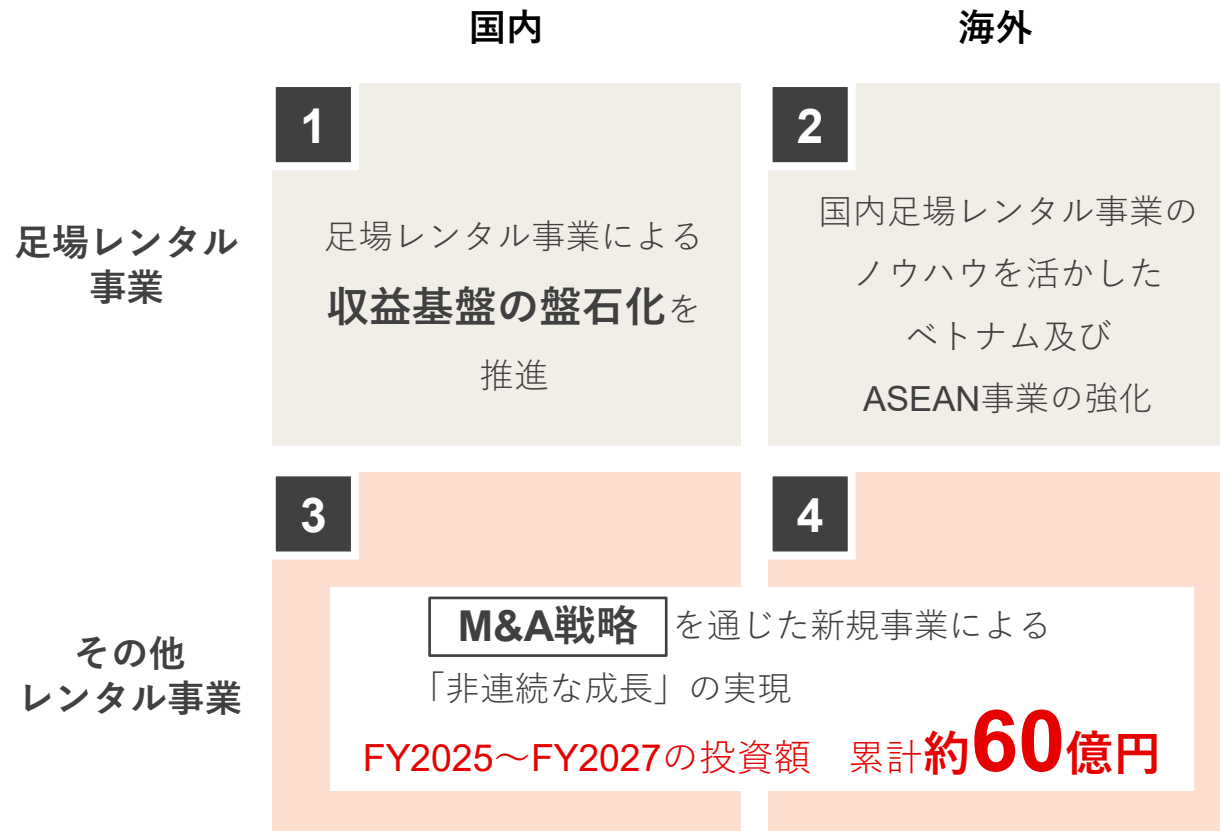 国内
海外
足場レンタル
事業
1
足場レンタル事業による
収益基盤の盤石化を
推進
2
国内足場レンタル事業の
ノウハウを活かした
ベトナム及び
ASEAN事業の強化
その他
レンタル事業
3
4
M&A戦略 を通じた新規事業による
「非連続な成長」の実現
FY2025～FY2027の投資額　累計約60億円